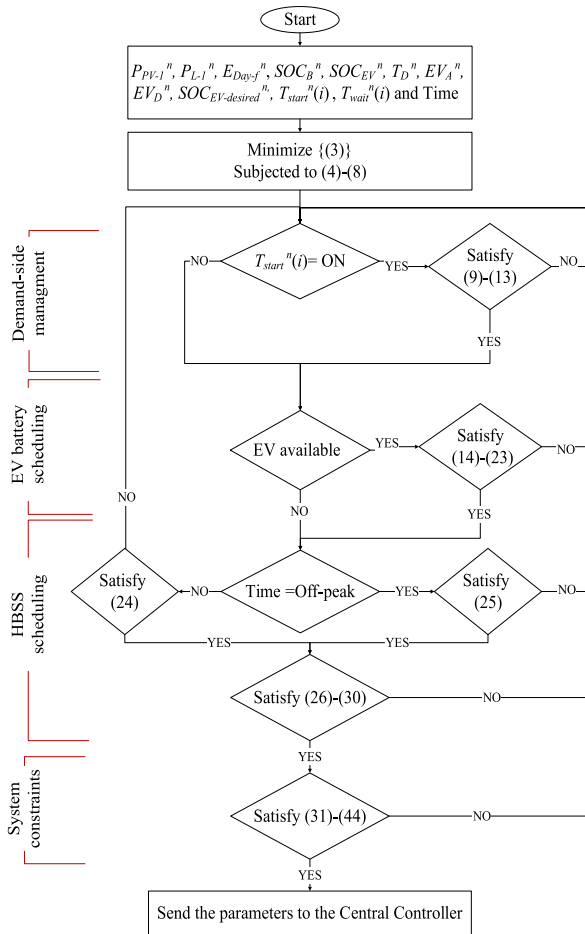 Start
P_PV-1^n, P_L-1^n, E_Day-f^n, SOC_B^n, SOC_EV^n, T_D^n, EV_A^n,
EV_D^n, SOC_EV-desired^n, T_start^n(i), T_wait^n(i) and Time
Minimize {(3)}
Subjected to (4)-(8)
Demand-side
managment
NO
T_start^n(i)= ON
YES
Satisfy
(9)-(13)
NO
YES
EV battery
scheduling
EV available
YES
Satisfy
(14)-(23)
NO
NO
NO
YES
HBSS
scheduling
Satisfy
(24)
NO
Time =Off-peak
YES
Satisfy
(25)
NO
YES
YES
YES
Satisfy (26)-(30)
NO
YES
System
constraints
Satisfy (31)-(44)
NO
YES
Send the parameters to the Central Controller